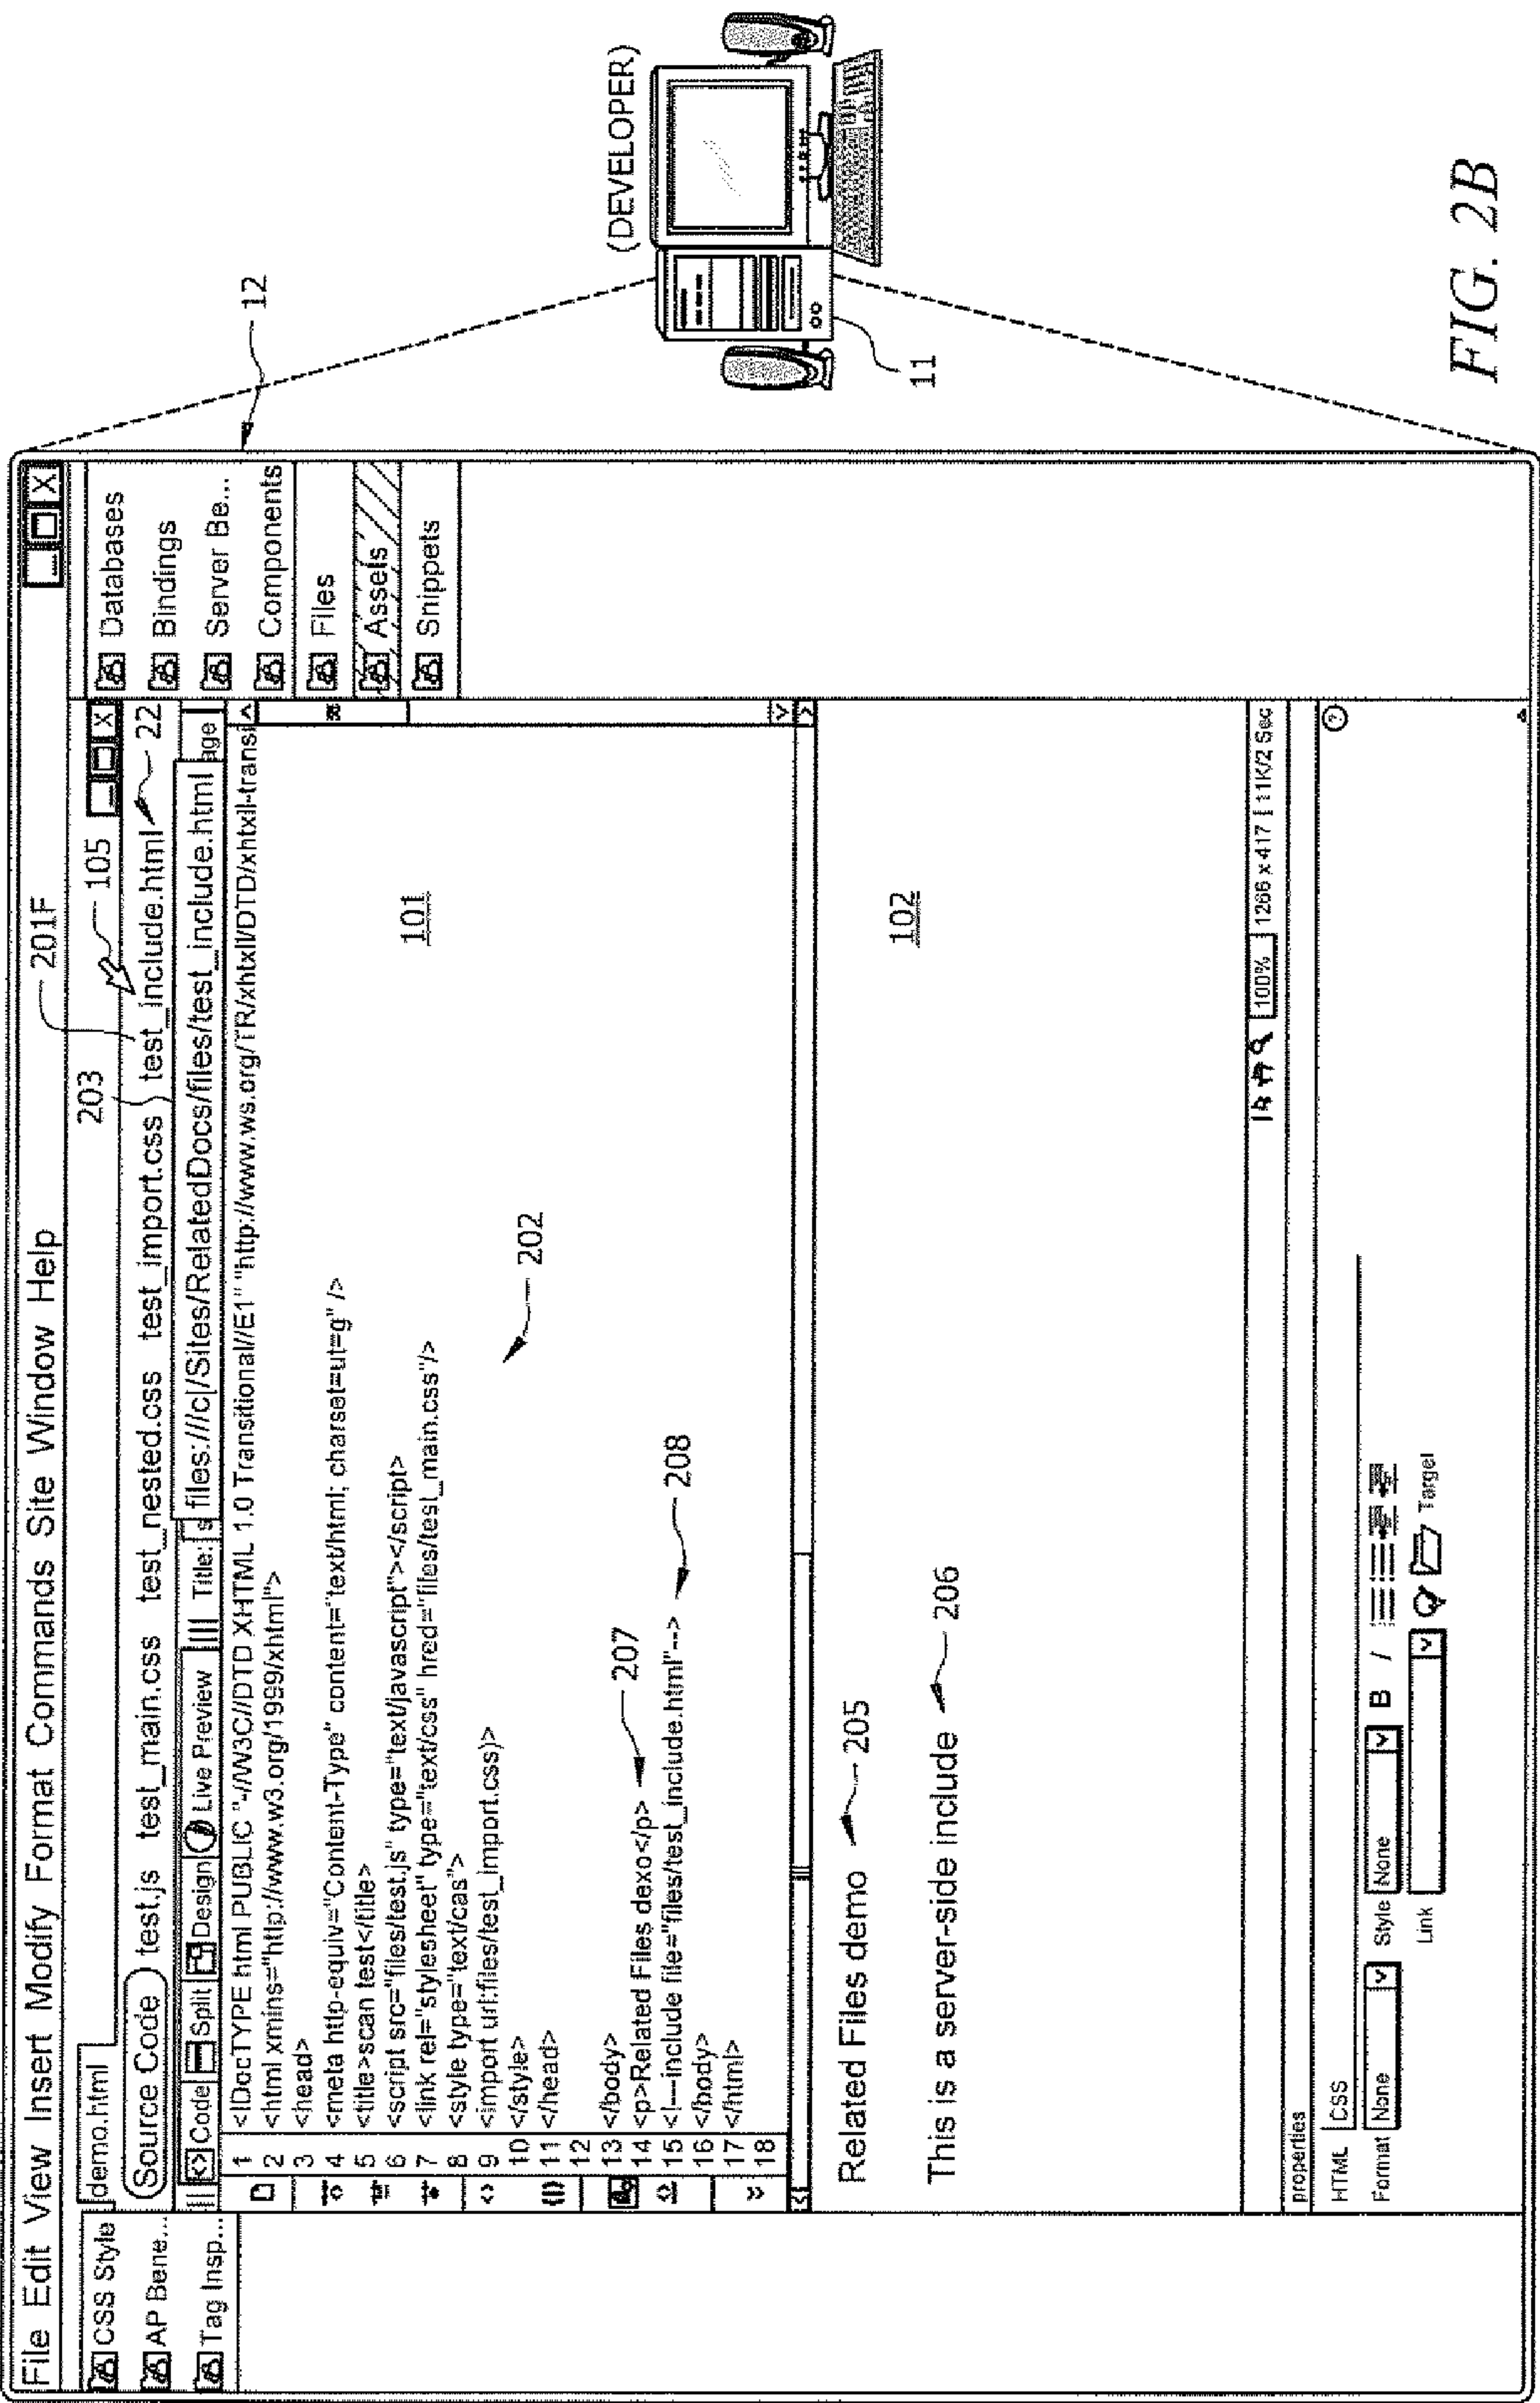 File Edit View Insert Modify Format Commands Site Window Help
201F
12
CSS Style
AP Bene...
Tag Insp...
demo.html
203
105
Source Code test.js test_main.css test_nested.css test_import.css test_include.html
22
Code Split Design Live Preview Title: s files:///c|/Sites/RelatedDocs/files/test_include.html age
1 <!DocTYPE html PUBLIC "-//W3C//DTD XHTML 1.0 Transitional//E1" "http://www.ws.org/TR/xhtxll/DTD/xhtxll-transi
2 <html xmins="http://www.w3.org/1999/xhtml">
3 <head>
4 <meta http-equiv="Content-Type" content="text/html; charset=ut=g" />
5 <title>scan test</title>
6 <script src="files/test.js" type="text/javascript"></script>
7 <link rel="stylesheet" type="text/css" hred="files/test_main.css"/>
8 <style type="text/cas">
9 <import url:files/test_import.css)>
10 </style>
11 </head>
12
13 </body>
14 <p>Related Files dexo</p>
15 <!---include file="files/test_include.html"-->
16 </body>
17 </html>
18
101
202
207
208
Databases
Bindings
Server Be...
Components
Files
Assets
Snippets
Related Files demo
205
This is a server-side include
206
102
100% 1266 x 417 11K/2 Sec
properties
HTML CSS
Format None Style None B /
Link Target
(DEVELOPER)
11
FIG. 2B